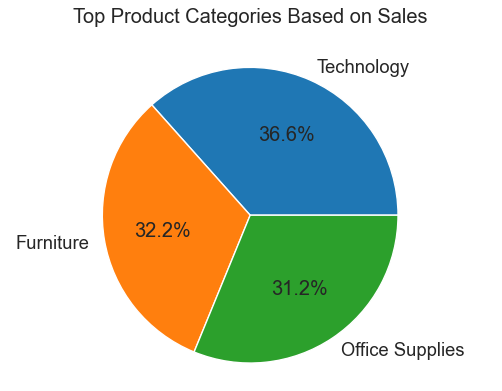 Top Product Categories Based on Sales
Technology
36.6%
32.2%
Furniture
31.2%
Office Supplies